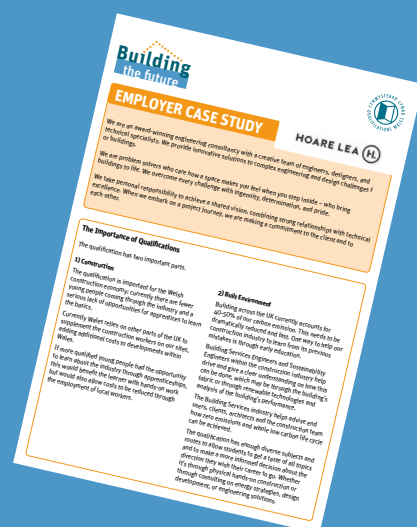 Building
the future
CYMWYSTERAU CYMRU
QUALIFICATIONS WALES
EMPLOYER CASE STUDY
HOARE LEA H.
We are an award-winning engineering consultancy with a creative team of engineers, designers, and
technical specialists. We provide innovative solutions to complex engineering and design challenges f
or buildings.
We are problem solvers who care how a space makes you feel when you step inside – who bring
buildings to life. We overcome every challenge with ingenuity, determination, and pride.
We take personal responsibility to achieve a shared vision, combining strong relationships with technical
excellence. When we embark on a project journey, we are making a commitment to the client and to
each other.
The Importance of Qualifications
The qualification has two important parts.
1) Construction
The qualification is important for the Welsh
construction economy; currently there are fewer
young people coming through the industry and a
serious lack of opportunities for apprentices to learn
the basics.
Currently Wales relies on other parts of the UK to
supplement the construction workers on our sites,
adding additional costs to developments within
Wales.
If more qualified young people had the opportunity
to learn about the industry through apprenticeships,
this would benefit the learner with hands-on work
but would also allow costs to be reduced through
the employment of local workers.
2) Built Environment
Building across the UK currently accounts for
40-50% of our carbon emission. This needs to be
dramatically reduced and fast. One way to help our
construction industry to learn from its previous
mistakes is through early education.
Building Services Engineers and Sustainability
Engineers within the construction industry help
drive and give a clear understanding on how this
can be done, which may be through the building's
fabric or through renewable technologies and
analysis of the building's performance.
The Building Services industry helps advise end
users, clients, architects and the construction team
how zero emissions and whole low carbon life cycle
can be achieved.
The qualification has enough diverse subjects and
routes to allow students to get a taste of all topics
and to make a more informed decision about the
direction they wish their career to go. Whether
it's through physical hands-on construction or
through consulting on energy strategies, design
development, or engineering solutions.